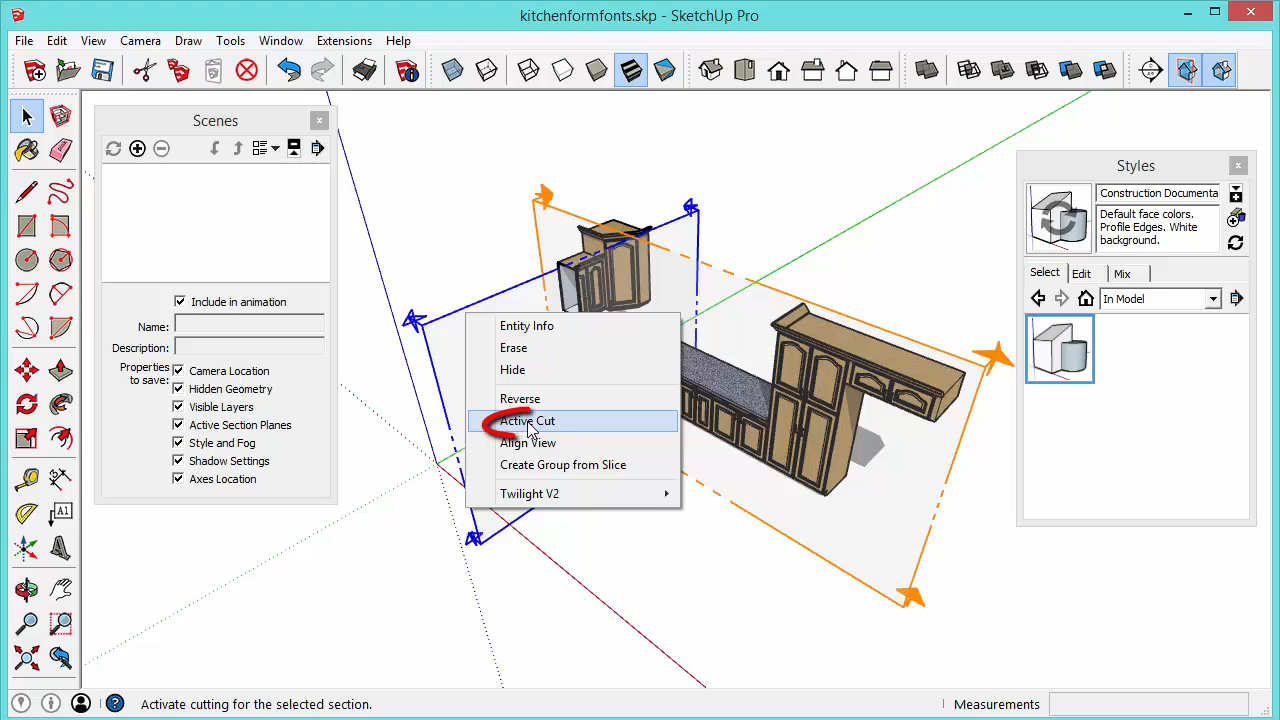 kitchenformfonts.skp - SketchUp Pro
File Edit View Camera Draw Tools Window Extensions Help
Scenes
Include in animation
Name:
Description:
Properties to save:
Camera Location
Hidden Geometry
Visible Layers
Active Section Planes
Style and Fog
Shadow Settings
Axes Location
Entity Info
Erase
Hide
Reverse
Active Cut
Align View
Create Group from Slice
Twilight V2
Styles
Construction Documenta
Default face colors.
Profile Edges. White
background.
Select Edit Mix
In Model
A1
Activate cutting for the selected section.
Measurements